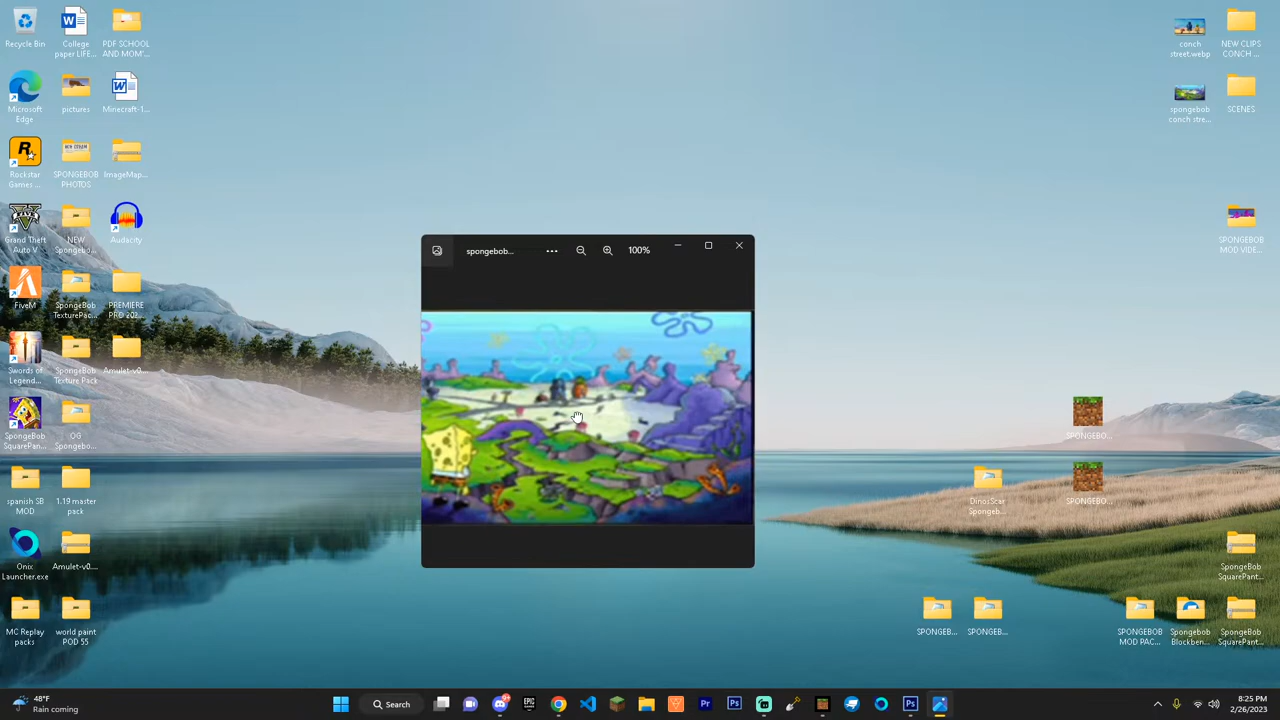 Recycle Bin
College
paper LIFE...
PDF SCHOOL
AND MOM'...
conch
street.webp
NEW CLIPS
CONCH ...
Microsoft
Edge
pictures
Minecraft-1...
spongebob
conch stre...
SCENES
Rockstar
Games ...
SPONGEBOB
PHOTOS
ImageMap...
Grand Theft
Auto V
NEW
Spongebo...
Audacity
SPONGEBOB
MOD VIDE...
spongebob...
100%
FiveM
SpongeBob
TexturePac...
PREMIERE
PRO 202...
Swords of
Legend...
SpongeBob
Texture Pack
Amulet-v0....
SpongeBob
SquarePan...
OG
Spongebo...
SPONGEBO...
spanish SB
MOD
1.19 master
pack
DinosScar
Spongeb...
SPONGEBO...
Onix
Launcher.exe
Amulet-v0....
SpongeBob
SquarePant...
MC Replay
packs
world paint
POD 55
SPONGEB...
SPONGEB...
SPONGEBOB
MOD PAC...
Spongebob
Blockben...
SpongeBob
SquarePant...
48°F
Rain coming
Search
8:25 PM
2/26/2023